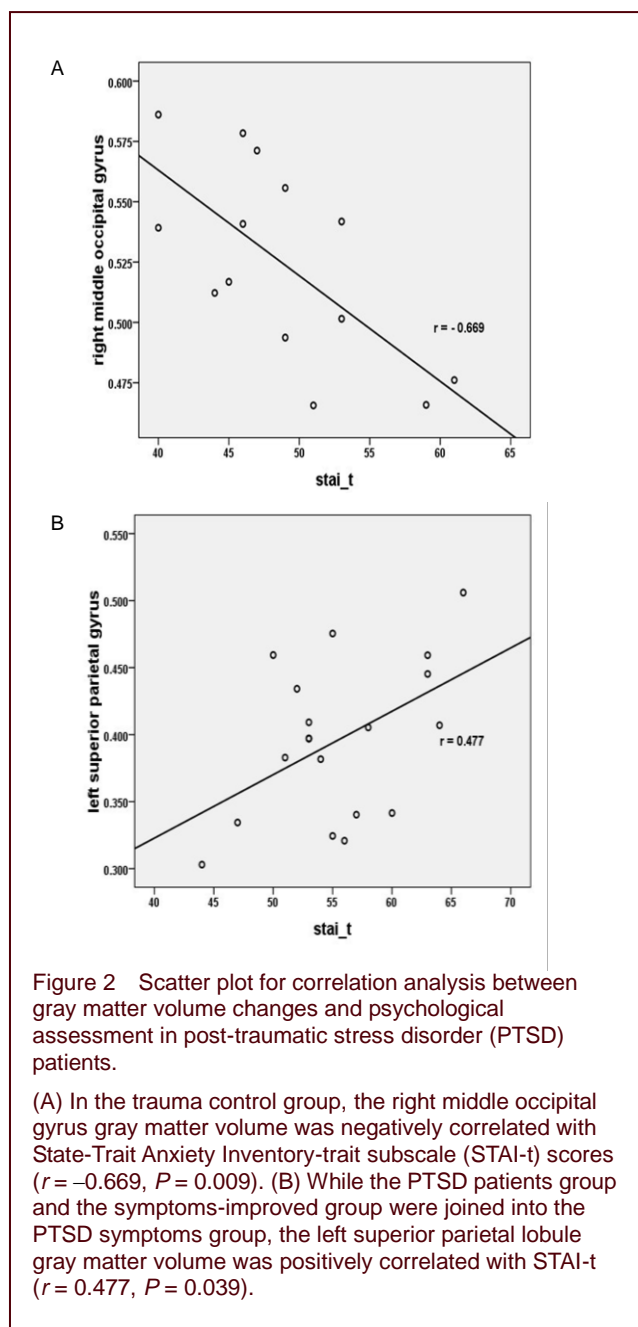 A
right middle occipital gyrus
0.600
0.575
0.550
0.525
0.500
0.475
r = - 0.669
40 45 50 55 60 65
stai_t
B
left superior parietal gyrus
0.550
0.500
0.450
0.400
0.350
0.300
r = 0.477
40 45 50 55 60 65 70
stai_t
Figure 2 Scatter plot for correlation analysis between
gray matter volume changes and psychological
assessment in post-traumatic stress disorder (PTSD)
patients.
(A) In the trauma control group, the right middle occipital
gyrus gray matter volume was negatively correlated with
State-Trait Anxiety Inventory-trait subscale (STAI-t) scores
(r = –0.669, P = 0.009). (B) While the PTSD patients group
and the symptoms-improved group were joined into the
PTSD symptoms group, the left superior parietal lobule
gray matter volume was positively correlated with STAI-t
(r = 0.477, P = 0.039).